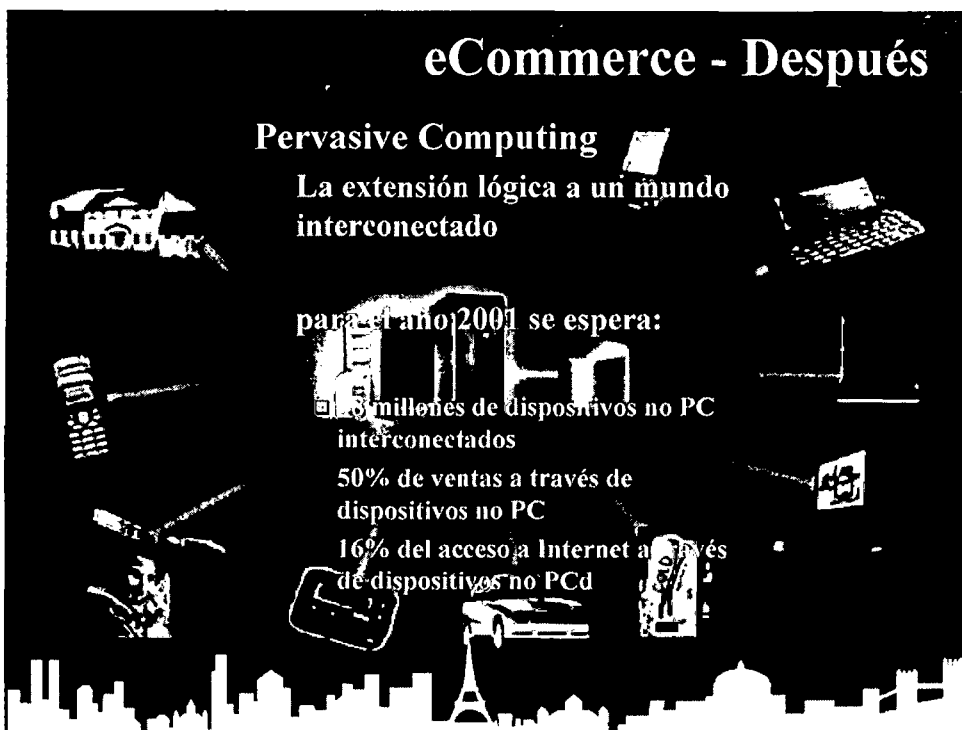 eCommerce - Después
Pervasive Computing
La extensión lógica a un mundo
interconectado
para el año 2001 se espera:
millones de dispositivos no PC
interconectados
50% de ventas a través de
dispositivos no PC
16% del acceso a Internet a través
de dispositivos no PCd
GOLD